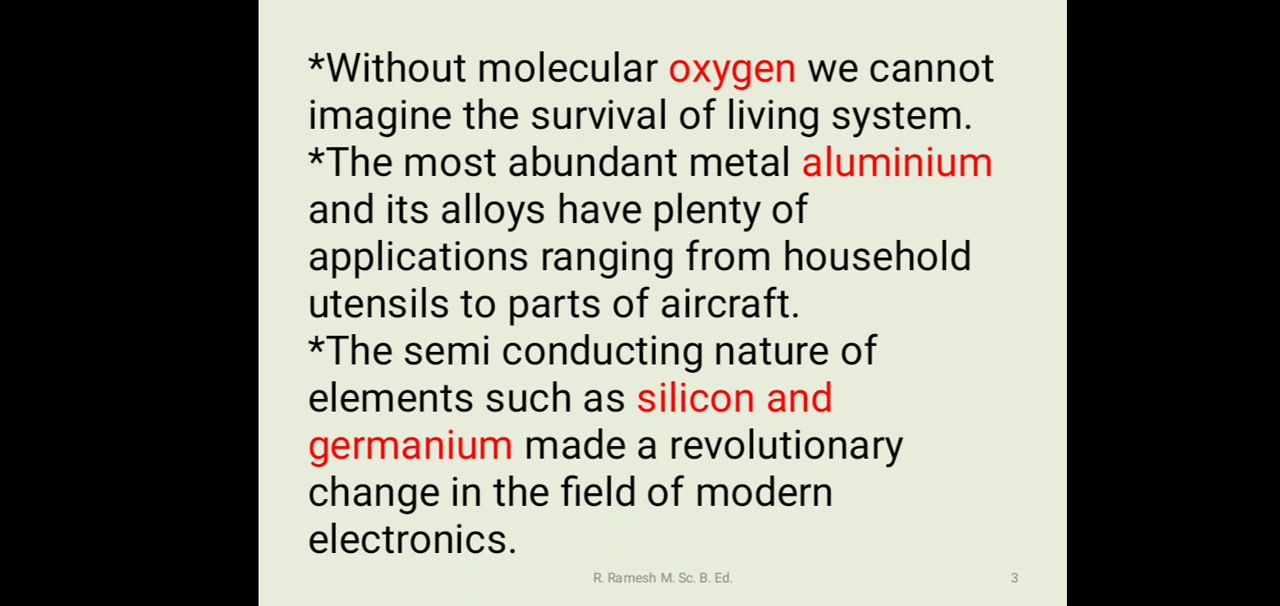 *Without molecular oxygen we cannot
imagine the survival of living system.
*The most abundant metal aluminium
and its alloys have plenty of
applications ranging from household
utensils to parts of aircraft.
*The semi conducting nature of
elements such as silicon and
germanium made a revolutionary
change in the field of modern
electronics.
R. Ramesh M. Sc. B. Ed.
3